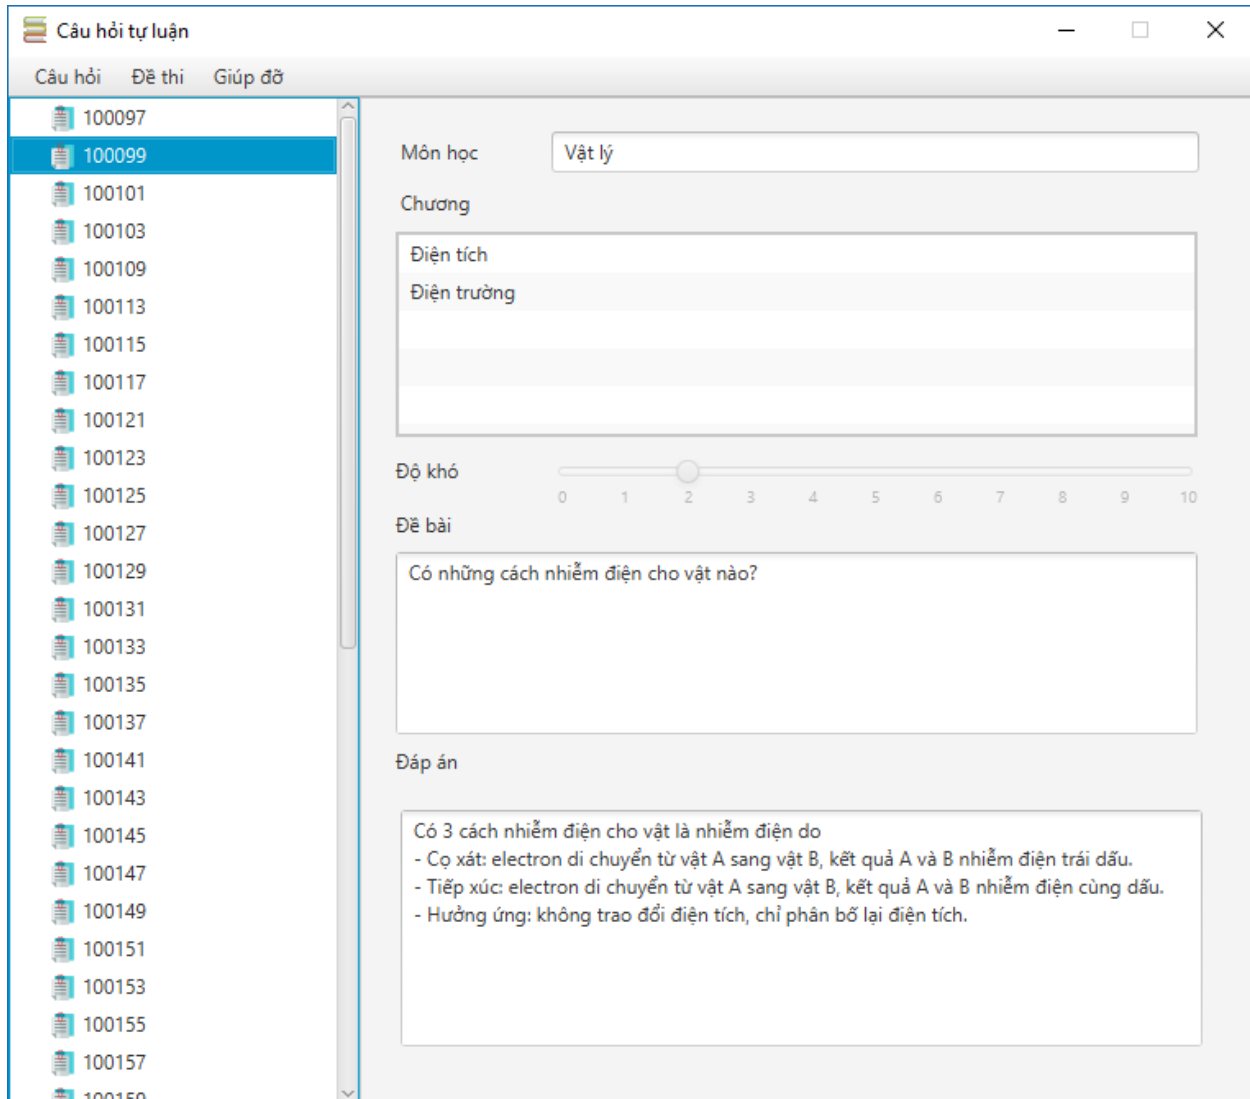 Câu hỏi tự luận
Câu hỏi Đề thi Giúp đỡ
100097
100099
100101
100103
100109
100113
100115
100117
100121
100123
100125
100127
100129
100131
100133
100135
100137
100141
100143
100145
100147
100149
100151
100153
100155
100157
100159
Môn học
Vật lý
Chương
Điện tích
Điện trường
Độ khó
0 1 2 3 4 5 6 7 8 9 10
Đề bài
Có những cách nhiễm điện cho vật nào?
Đáp án
Có 3 cách nhiễm điện cho vật là nhiễm điện do
- Cọ xát: electron di chuyển từ vật A sang vật B, kết quả A và B nhiễm điện trái dấu.
- Tiếp xúc: electron di chuyển từ vật A sang vật B, kết quả A và B nhiễm điện cùng dấu.
- Hưởng ứng: không trao đổi điện tích, chỉ phân bố lại điện tích.